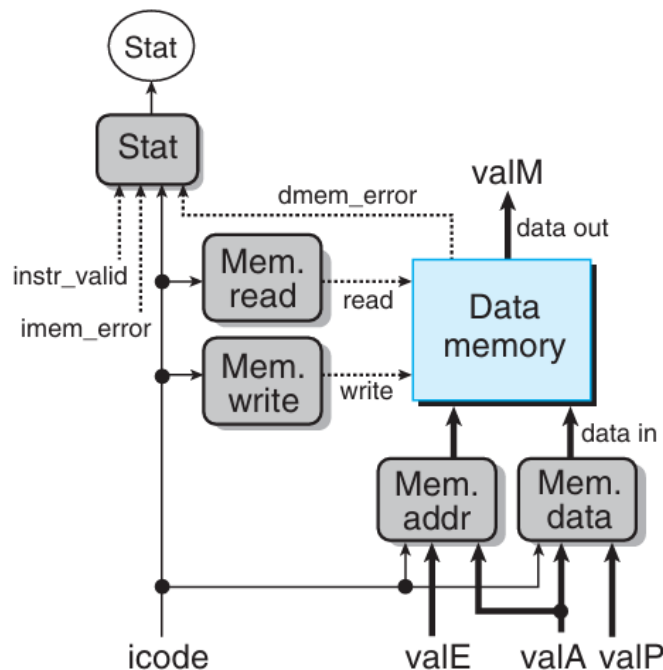 Stat
Stat
valM
dmem_error
data out
instr_valid
Mem.
read
read
Data
memory
imem_error
Mem.
write
write
data in
Mem.
addr
Mem.
data
icode
valE
valA
valP